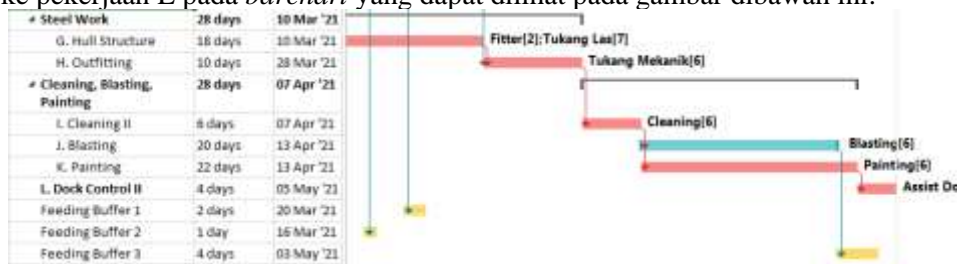 ke pekerjaan E pada barchart yang dapat dilihat pada gambar dibawah ini.
Steel Work 28 days 10 Mar '21
G. Hull Structure 18 days 10 Mar '21 Fitter[2];Tukang Las[7]
H. Outfitting 10 days 28 Mar '21 Tukang Mekanik[6]
Cleaning, Blasting, 28 days 07 Apr '21
Painting
I. Cleaning II 6 days 07 Apr '21 Cleaning[6]
J. Blasting 20 days 13 Apr '21 Blasting[6]
K. Painting 22 days 13 Apr '21 Painting[6]
L. Dock Control II 4 days 05 May '21 Assist Do
Feeding Buffer 1 2 days 20 Mar '21
Feeding Buffer 2 1 day 16 Mar '21
Feeding Buffer 3 4 days 03 May '21